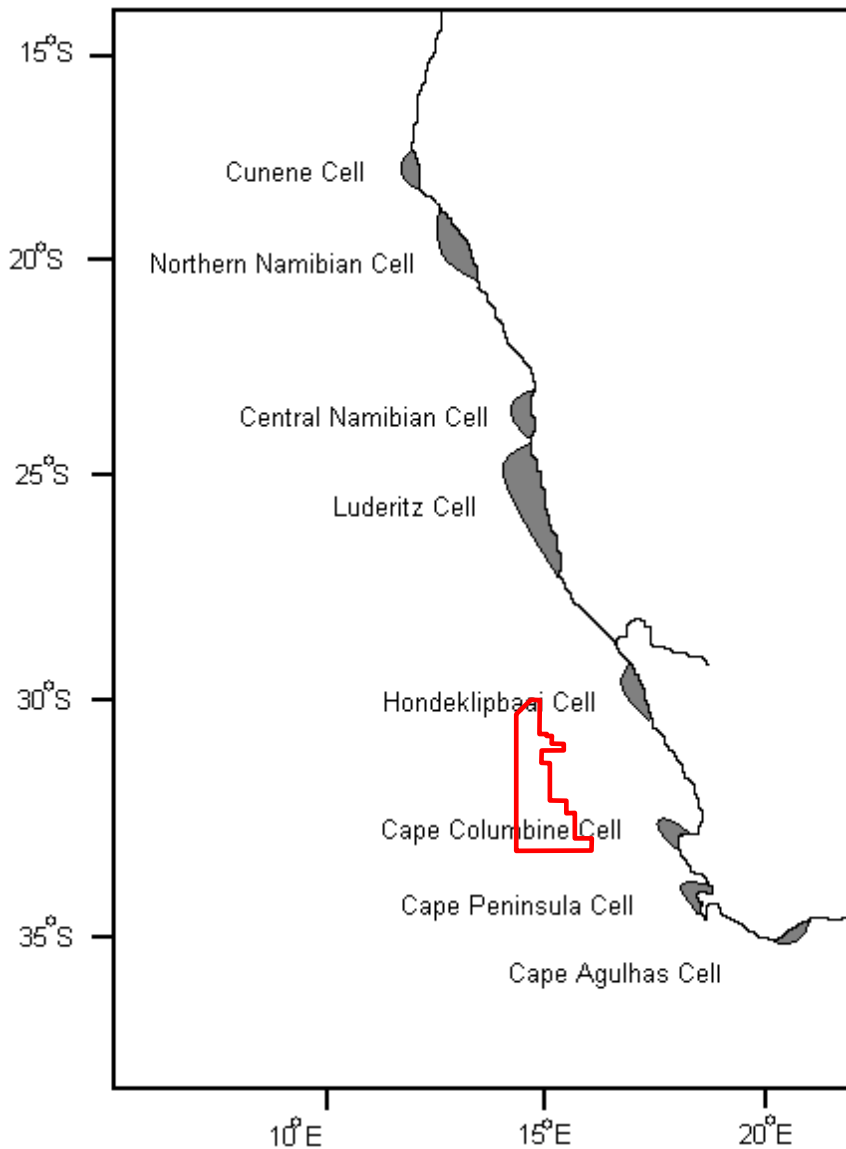 15°S
Cunene Cell
20°S
Northern Namibian Cell
Central Namibian Cell
25°S
Luderitz Cell
30°S
Hondeklipbaai Cell
Cape Columbine Cell
Cape Peninsula Cell
35°S
Cape Agulhas Cell
10°E
15°E
20°E